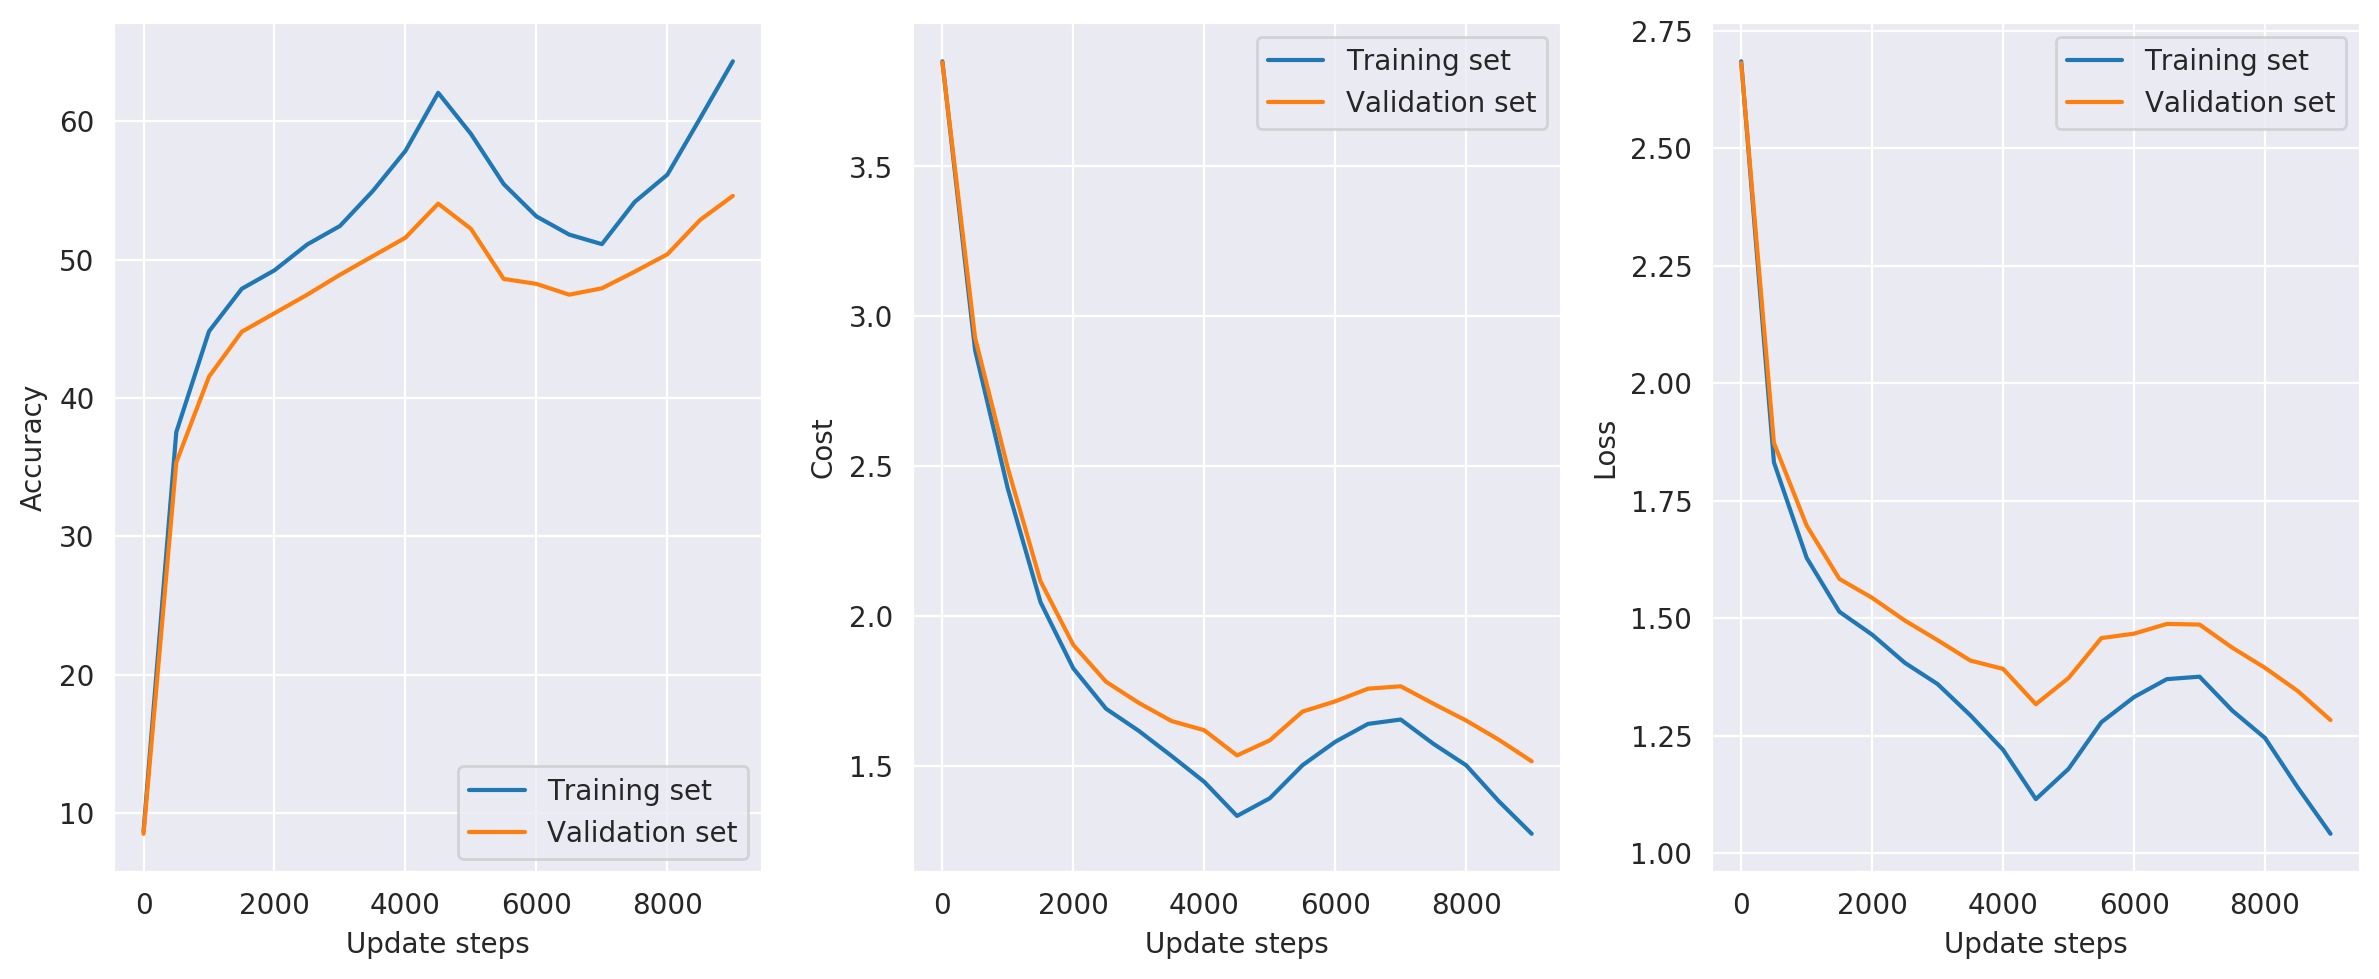 60
50
40
30
20
10
Accuracy
Training set
Validation set
0 2000 4000 6000 8000
Update steps
Training set
Validation set
3.5
3.0
2.5
2.0
1.5
Cost
0 2000 4000 6000 8000
Update steps
Training set
Validation set
2.75
2.50
2.25
2.00
1.75
1.50
1.25
1.00
Loss
0 2000 4000 6000 8000
Update steps